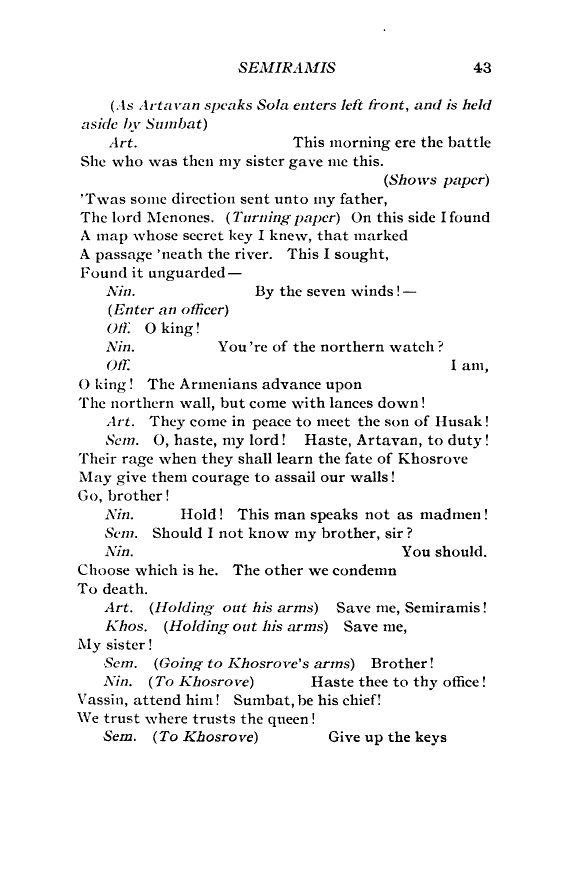 SEMIRAMIS 43
(As Artavan speaks Sola enters left front, and is held
aside by Sumbat)
Art. This morning ere the battle
She who was then my sister gave me this.
(Shows paper)
'Twas some direction sent unto my father,
The lord Menones. (Turning paper) On this side I found
A map whose secret key I knew, that marked
A passage 'neath the river. This I sought,
Found it unguarded—
Nin. By the seven winds!—
(Enter an officer)
Off. O king!
Nin. You're of the northern watch?
Off. I am,
O king! The Armenians advance upon
The northern wall, but come with lances down!
Art. They come in peace to meet the son of Husak!
Sem. O, haste, my lord! Haste, Artavan, to duty!
Their rage when they shall learn the fate of Khosrove
May give them courage to assail our walls!
Go, brother!
Nin. Hold! This man speaks not as madmen!
Sem. Should I not know my brother, sir?
Nin. You should.
Choose which is he. The other we condemn
To death.
Art. (Holding out his arms) Save me, Semiramis!
Khos. (Holding out his arms) Save me,
My sister!
Sem. (Going to Khosrove's arms) Brother!
Nin. (To Khosrove) Haste thee to thy office!
Vassin, attend him! Sumbat, be his chief!
We trust where trusts the queen!
Sem. (To Khosrove) Give up the keys